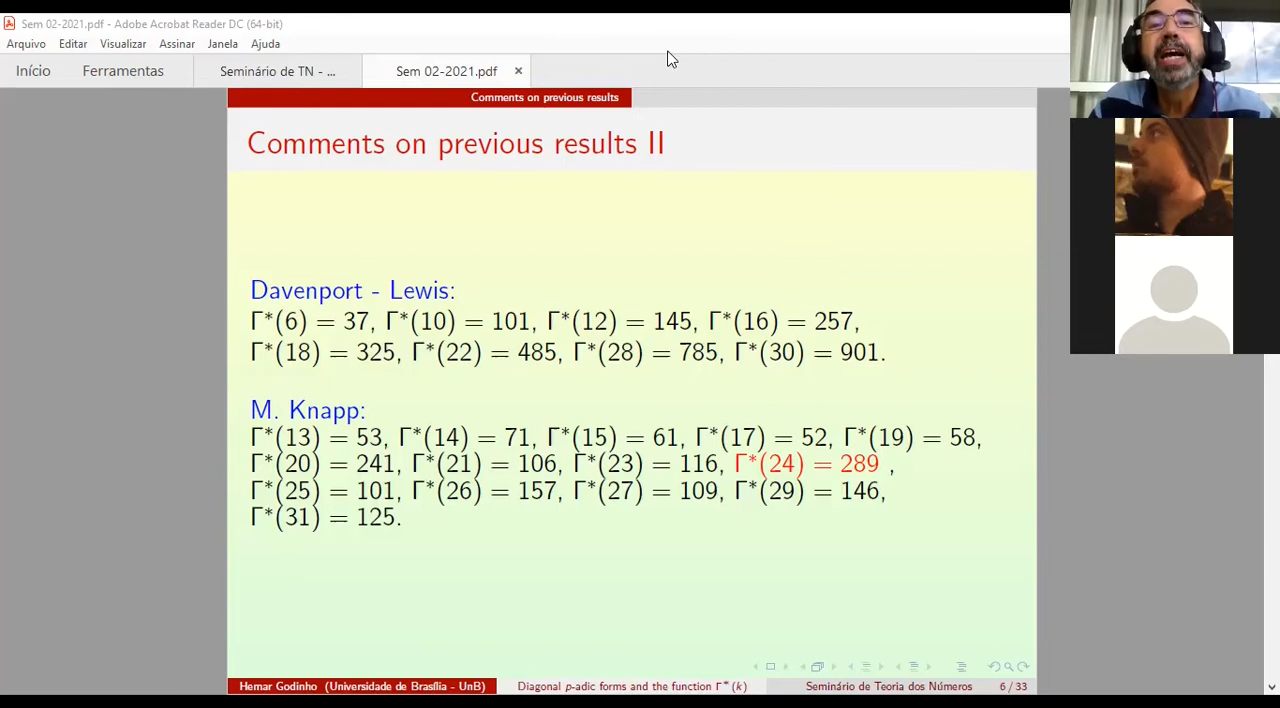 Sem 02-2021.pdf - Adobe Acrobat Reader DC (64-bit)
Arquivo Editar Visualizar Assinar Janela Ajuda
Início Ferramentas Seminário de TN - ... Sem 02-2021.pdf ×
Comments on previous results
Comments on previous results II
Davenport - Lewis:
Γ*(6) = 37, Γ*(10) = 101, Γ*(12) = 145, Γ*(16) = 257,
Γ*(18) = 325, Γ*(22) = 485, Γ*(28) = 785, Γ*(30) = 901.
M. Knapp:
Γ*(13) = 53, Γ*(14) = 71, Γ*(15) = 61, Γ*(17) = 52, Γ*(19) = 58,
Γ*(20) = 241, Γ*(21) = 106, Γ*(23) = 116, Γ*(24) = 289 ,
Γ*(25) = 101, Γ*(26) = 157, Γ*(27) = 109, Γ*(29) = 146,
Γ*(31) = 125.
Hemar Godinho (Universidade de Brasília - UnB) Diagonal p-adic forms and the function Γ*(k) Seminário de Teoria dos Números 6 / 33